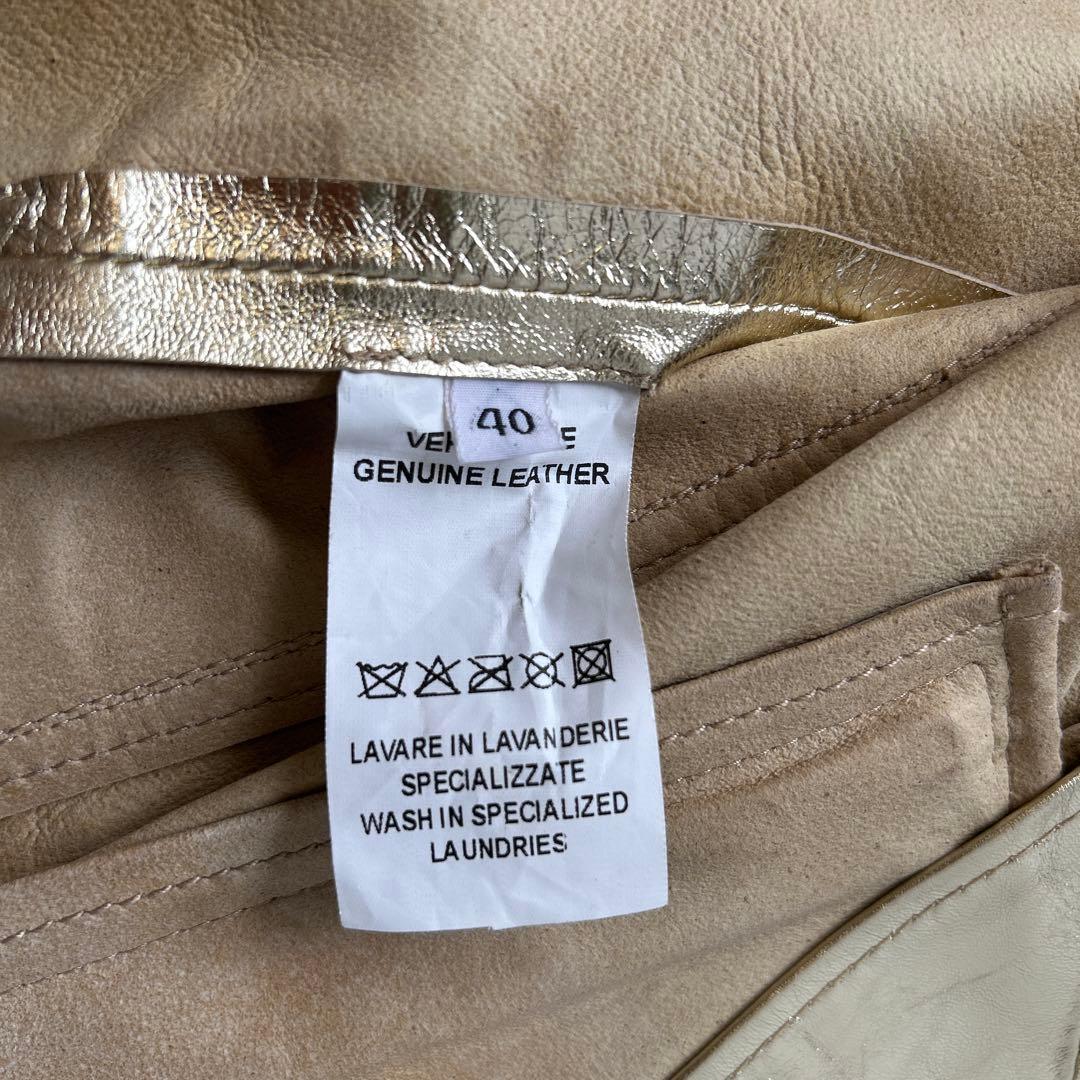 40
GENUINE LEATHER
LAVARE IN LAVANDERIE
SPECIALIZZATE
WASH IN SPECIALIZED
LAUNDRIES